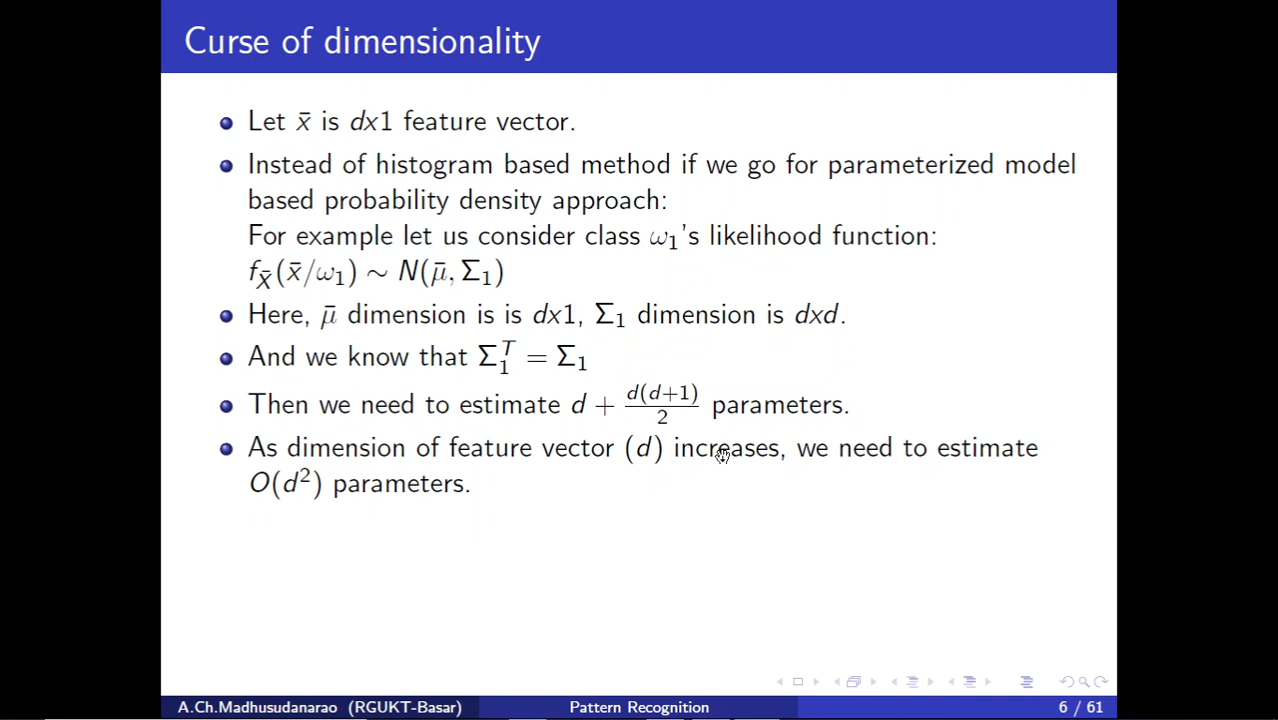 Curse of dimensionality
Let x̄ is dx1 feature vector.
Instead of histogram based method if we go for parameterized model
based probability density approach:
For example let us consider class ω₁'s likelihood function:
f_X̄(x̄/ω₁) ∼ N(μ̄, Σ₁)
Here, μ̄ dimension is is dx1, Σ₁ dimension is dxd.
And we know that Σ₁ᵀ = Σ₁
Then we need to estimate d + d(d+1)/2 parameters.
As dimension of feature vector (d) increases, we need to estimate
O(d²) parameters.
A.Ch.Madhusudanarao (RGUKT-Basar) Pattern Recognition 6 / 61